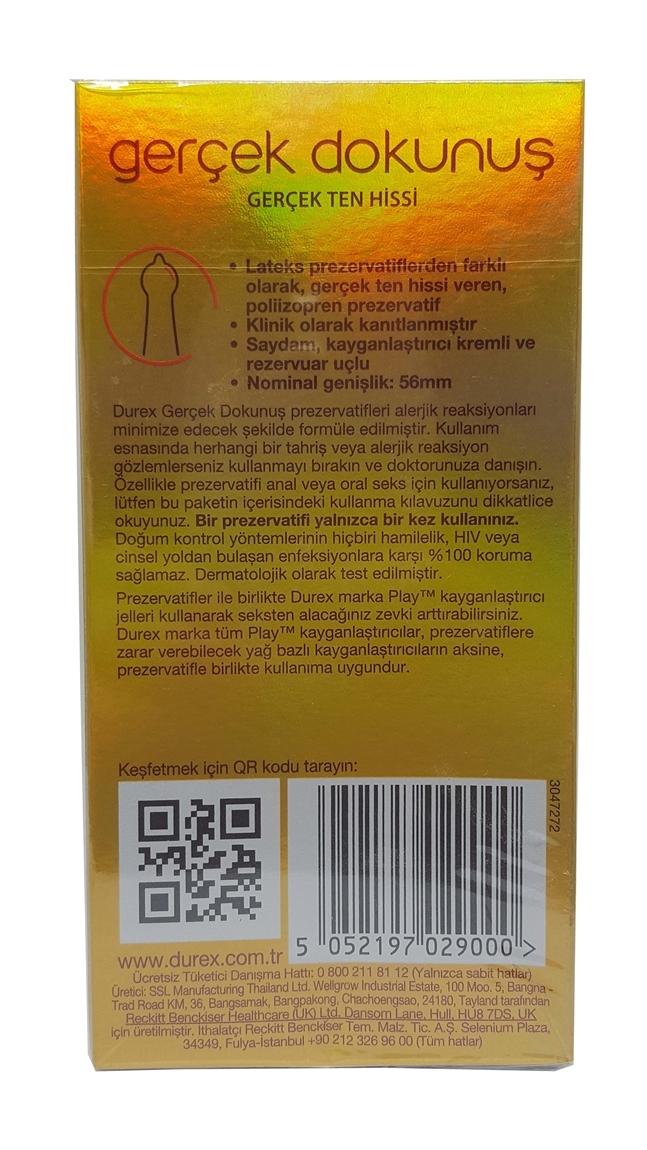 gerçek dokunuş
GERÇEK TEN HİSSİ
• Lateks prezervatiflerden farklı
olarak, gerçek ten hissi veren,
poliizopren prezervatif
• Klinik olarak kanıtlanmıştır
• Saydam, kayganlaştırıcı kremli ve
rezervuar uçlu
• Nominal genişlik: 56mm
Durex Gerçek Dokunuş prezervatifleri alerjik reaksiyonları
minimize edecek şekilde formüle edilmiştir. Kullanım
esnasında herhangi bir tahriş veya alerjik reaksiyon
gözlemlerseniz kullanmayı bırakın ve doktorunuza danışın.
Özellikle prezervatifi anal veya oral seks için kullanıyorsanız,
lütfen bu paketin içerisindeki kullanma kılavuzunu dikkatlice
okuyunuz. Bir prezervatifi yalnızca bir kez kullanınız.
Doğum kontrol yöntemlerinin hiçbiri hamilelik, HIV veya
cinsel yoldan bulaşan enfeksiyonlara karşı %100 koruma
sağlamaz. Dermatolojik olarak test edilmiştir.
Prezervatifler ile birlikte Durex marka Play™ kayganlaştırıcı
jelleri kullanarak seksten alacağınız zevki arttırabilirsiniz.
Durex marka tüm Play™ kayganlaştırıcılar, prezervatiflere
zarar verebilecek yağ bazlı kayganlaştırıcıların aksine,
prezervatifle birlikte kullanıma uygundur.
Keşfetmek için QR kodu tarayın:
3047272
5 052197 029000 >
www.durex.com.tr
Ücretsiz Tüketici Danışma Hattı: 0 800 211 81 12 (Yalnızca sabit hatlar)
Üretici: SSL Manufacturing Thailand Ltd. Wellgrow Industrial Estate, 100 Moo. 5, Bangna -
Trad Road KM, 36, Bangsamak, Bangpakong, Chachoengsao, 24180, Tayland tarafından
Reckitt Benckiser Healthcare (UK) Ltd. Dansom Lane, Hull, HU8 7DS, UK
için üretilmiştir. İthalatçı Reckitt Benckiser Tem. Malz. Tic. A.Ş. Selenium Plaza,
34349, Fulya-İstanbul +90 212 326 96 00 (Tüm hatlar)